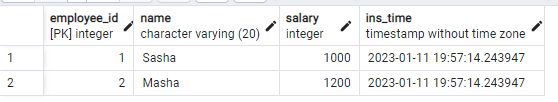 employee_id name salary ins_time
[PK] integer character varying (20) integer timestamp without time zone
1 1 Sasha 1000 2023-01-11 19:57:14.243947
2 2 Masha 1200 2023-01-11 19:57:14.243947